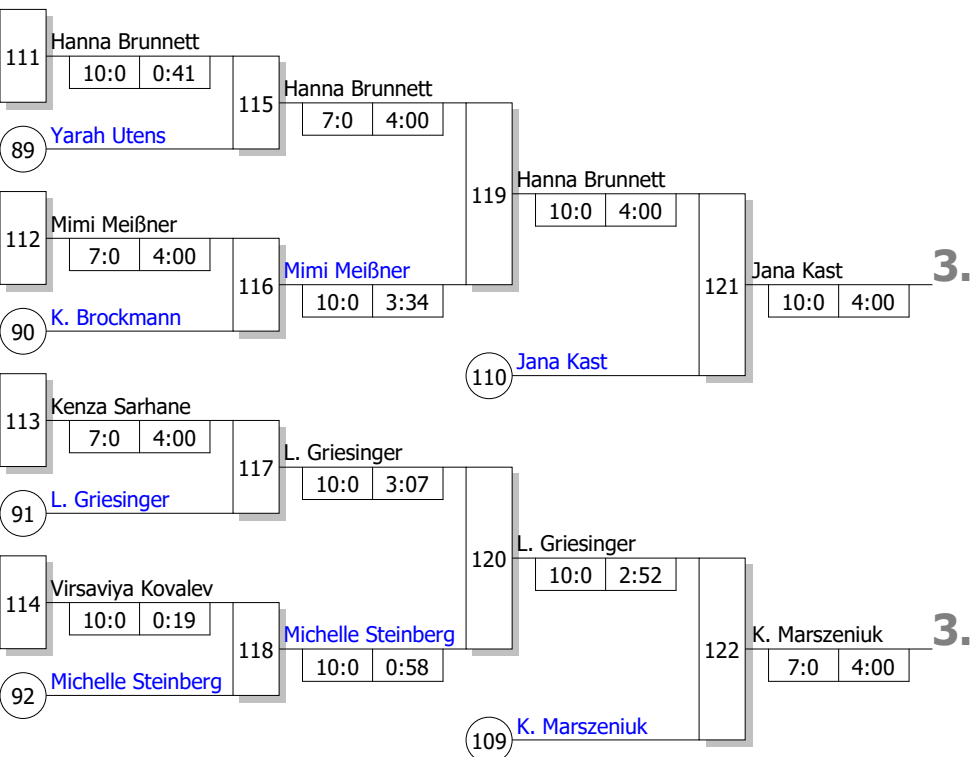 111 Hanna Brunnett
10:0 0:41
115 Hanna Brunnett
7:0 4:00
89 Yarah Utens
119 Hanna Brunnett
10:0 4:00
112 Mimi Meißner
7:0 4:00
116 Mimi Meißner
10:0 3:34
90 K. Brockmann
121 Jana Kast 3.
10:0 4:00
110 Jana Kast
113 Kenza Sarhane
7:0 4:00
117 L. Griesinger
10:0 3:07
91 L. Griesinger
120 L. Griesinger
10:0 2:52
114 Virsaviya Kovalev
10:0 0:19
118 Michelle Steinberg
10:0 0:58
92 Michelle Steinberg
122 K. Marszeniuk 3.
7:0 4:00
109 K. Marszeniuk